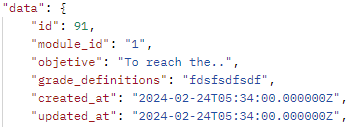 "data": {
"id": 91,
"module_id": "1",
"objetive": "To reach the..",
"grade_definitions": "fdsfsdfsdf",
"created_at": "2024-02-24T05:34:00.000000Z",
"updated_at": "2024-02-24T05:34:00.000000Z",